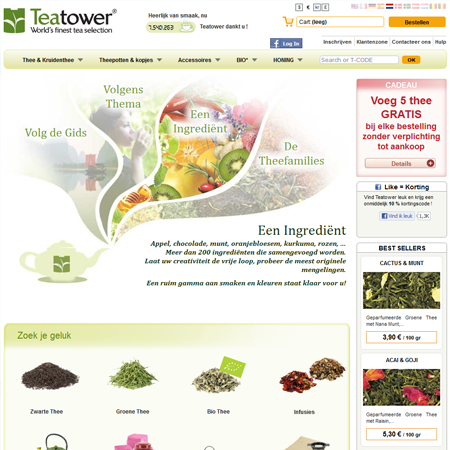 Teatower®
World's finest tea selection
Heerlijk van smaak, nu
7.540.263
Teatower dankt u !
$ € £
Cart (leeg)
Bestellen
f Log In
Inschrijven | Klantenzone | Contacteer ons | Help
Thee & Kruidenthee
Theepotten & kopjes
Accessoires
BIO*
HONING
Search or T-CODE
OK
Volgens
Thema
Een
Ingrediënt
Volg de Gids
De
Theefamilies
CADEAU
Voeg 5 thee
GRATIS
bij elke bestelling
zonder verplichting
tot aankoop
Details
Like = Korting
Vind Teatower leuk en krijg een
onmiddelijk 10 % kortingscode !
Vind ik leuk
1,3K
Een Ingrediënt
Appel, chocolade, munt, oranjebloesem, kurkuma, rozen, ...
Meer dan 200 ingrediënten die samengevoegd worden.
Laat uw creativiteit de vrije loop, probeer de meest originele
mengelingen.
Een ruim gamma aan smaken en kleuren staat klaar voor u!
BEST SELLERS
CACTUS & MUNT
Geparfumeerde Groene Thee
met Nana Munt,...
3,90 € / 100 gr
ACAI & GOJI
Geparfumeerde Groene Thee
met Raisin,...
5,30 € / 100 gr
Zoek je geluk
Zwarte Thee
Groene Thee
Bio Thee
Infusies